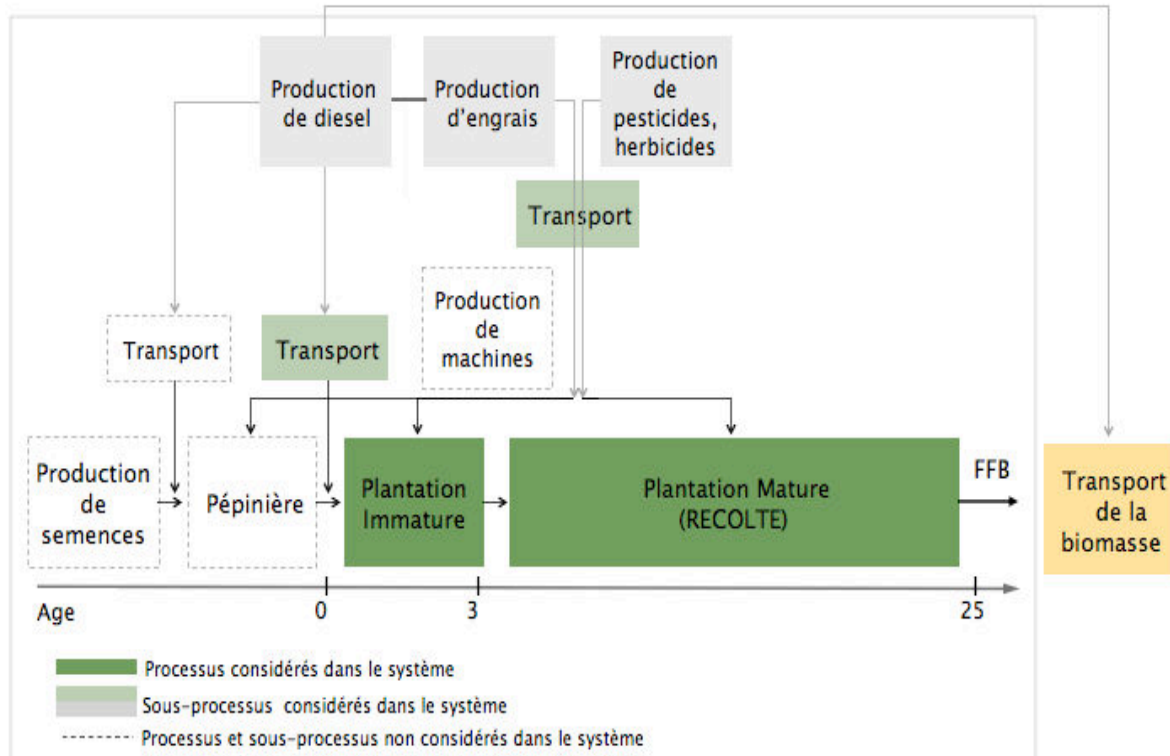 Production
de diesel
Production
d'engrais
Production
de
pesticides,
herbicides
Transport
Production
de
machines
Transport
Transport
Production
de
semences
Pépinière
Plantation
Immature
Plantation Mature
(RECOLTE)
FFB
Transport
de la
biomasse
Age
0
3
25
Processus considérés dans le système
Sous-processus considérés dans le système
Processus et sous-processus non considérés dans le système